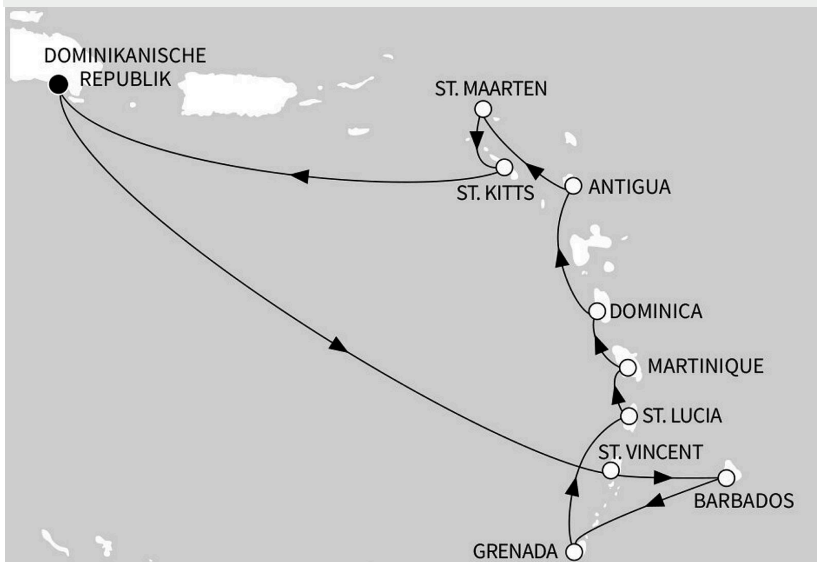 DOMINIKANISCHE
REPUBLIK
ST. MAARTEN
ST. KITTS
ANTIGUA
DOMINICA
MARTINIQUE
ST. LUCIA
ST. VINCENT
BARBADOS
GRENADA